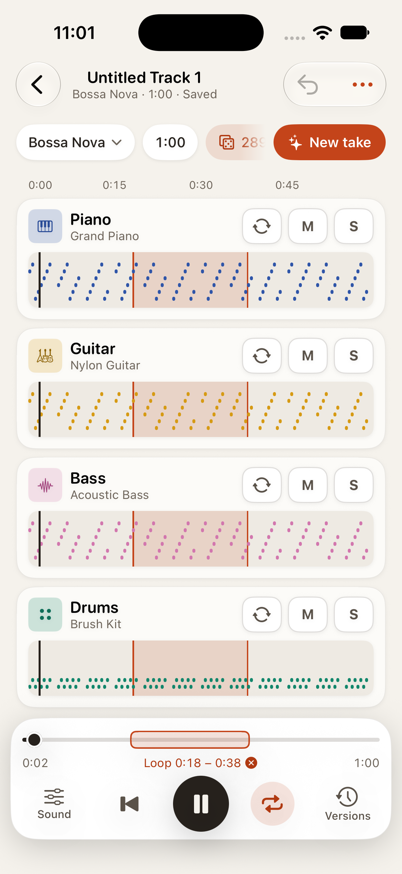 11:01
Untitled Track 1
Bossa Nova · 1:00 · Saved
Bossa Nova
1:00
New take
0:00 0:15 0:30 0:45
Piano
Grand Piano
M S
Guitar
Nylon Guitar
M S
Bass
Acoustic Bass
M S
Drums
Brush Kit
M S
0:02 Loop 0:18 – 0:38 1:00
Sound
Versions